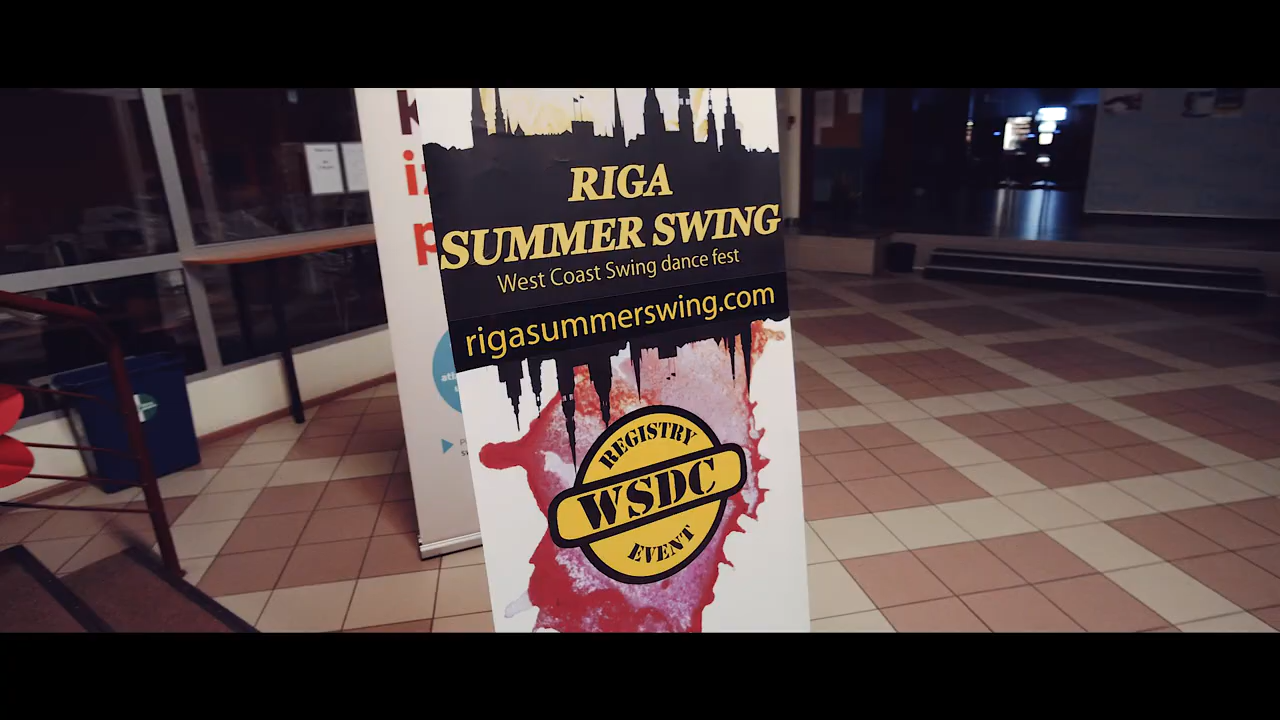 RIGA
SUMMER SWING
West Coast Swing dance fest
rigasummerswing.com
REGISTRY
WSDC
EVENT